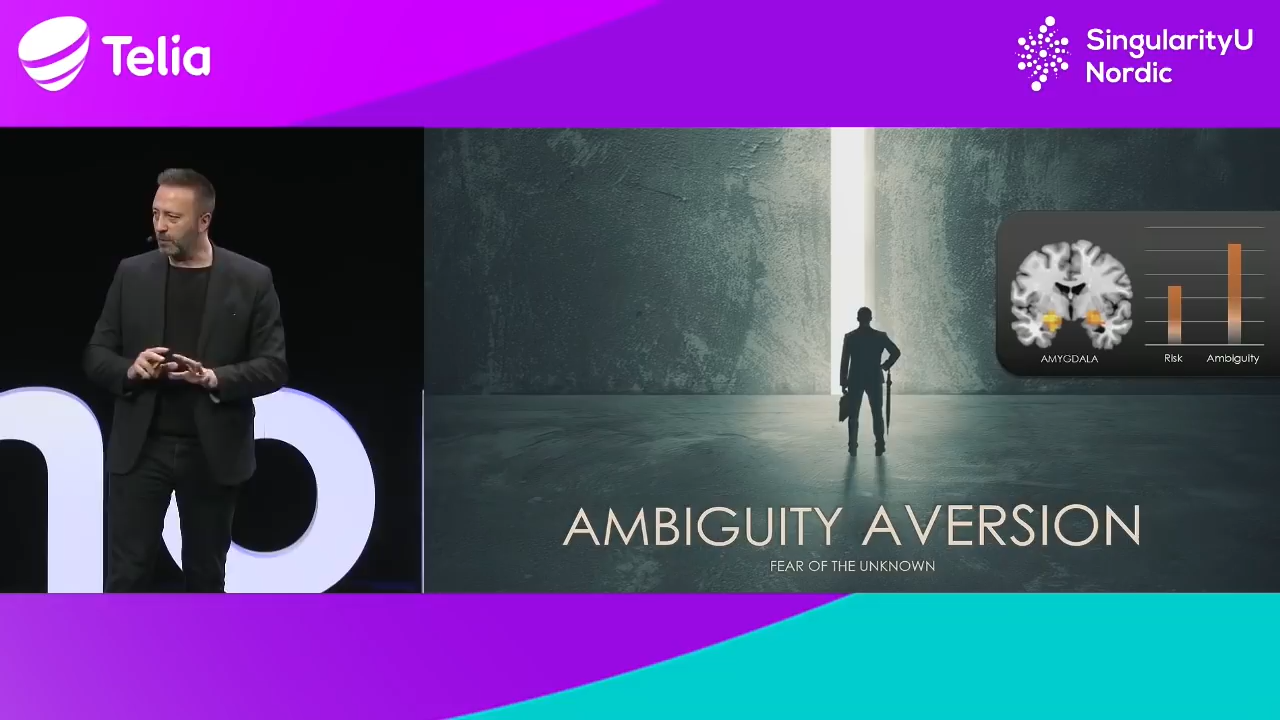 Telia
SingularityU
Nordic
AMYGDALA
Risk
Ambiguity
AMBIGUITY AVERSION
FEAR OF THE UNKNOWN